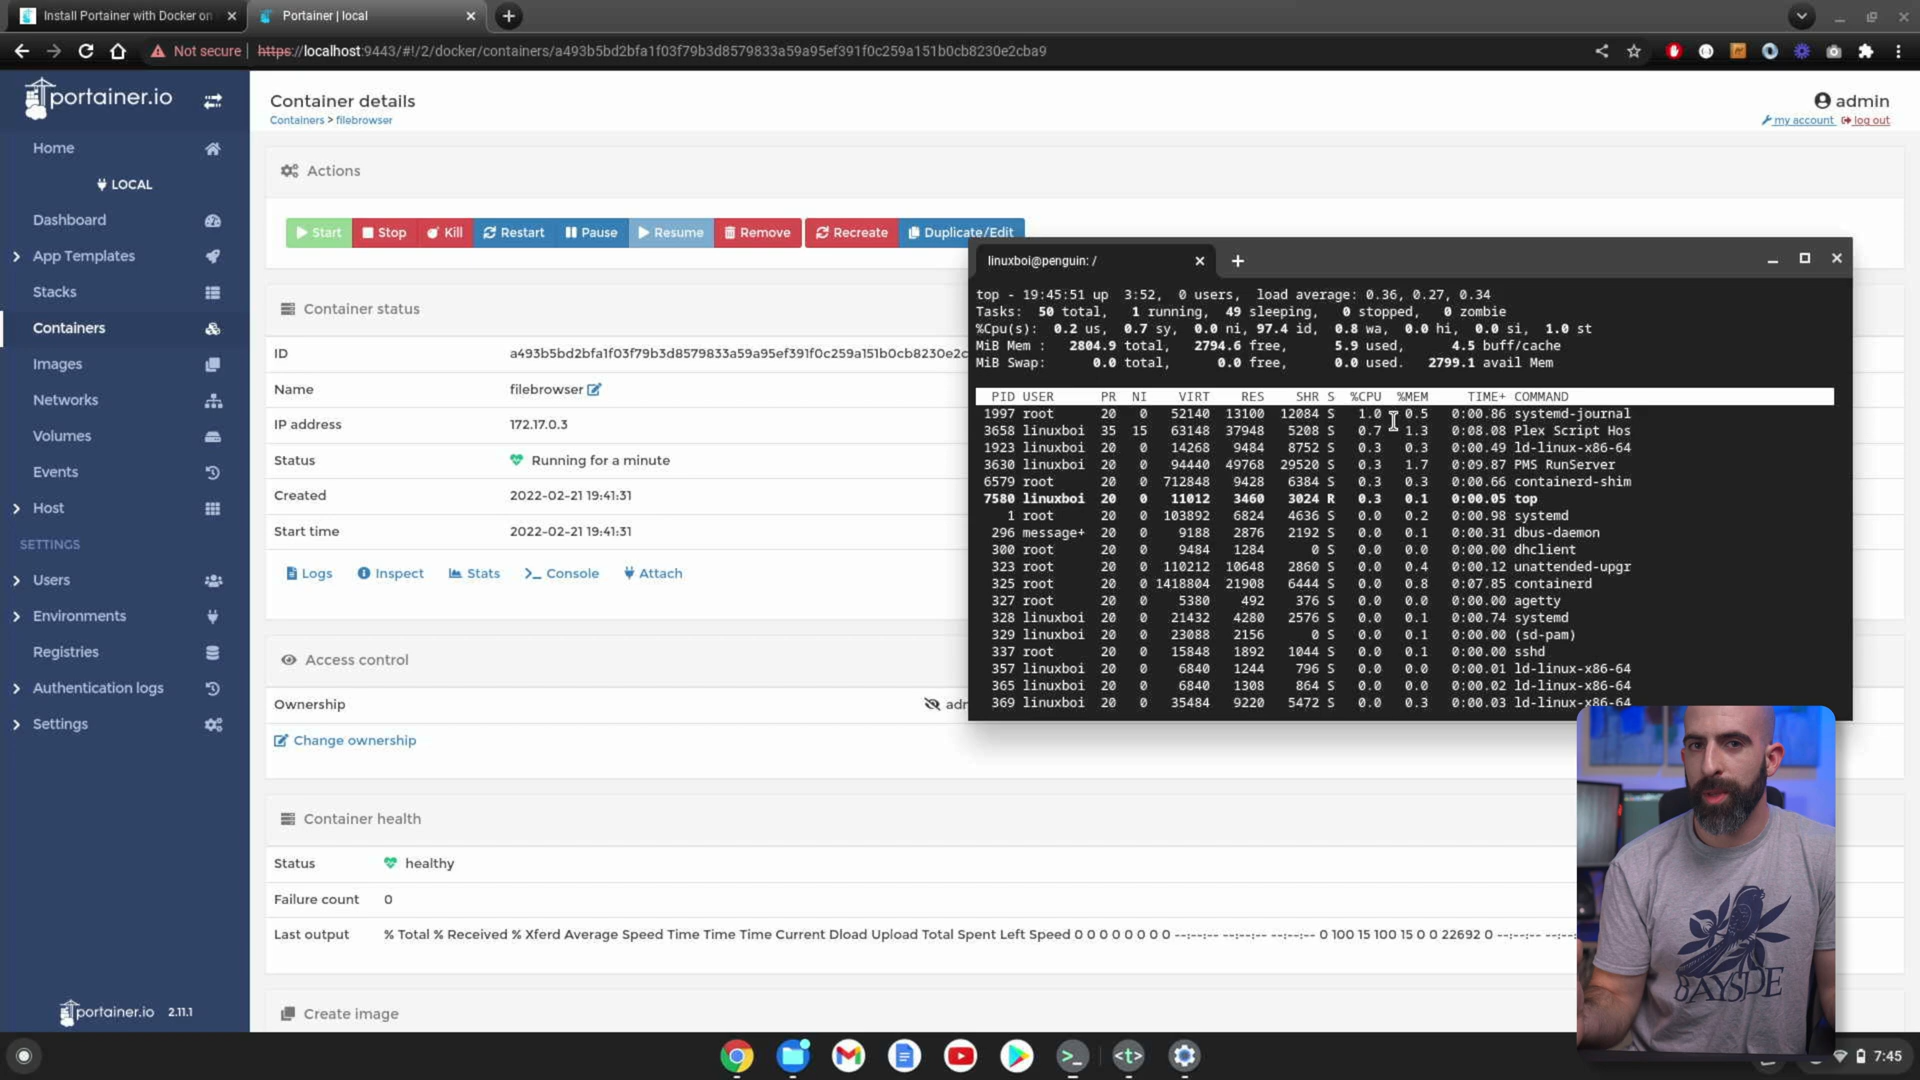 Install Portainer with Docker on
Portainer | local
Not secure
https://localhost:9443/#!/2/docker/containers/a493b5bd2bfa1f03f79b3d8579833a59a95ef391f0c259a151b0cb8230e2cba9
portainer.io
Home
LOCAL
Dashboard
App Templates
Stacks
Containers
Images
Networks
Volumes
Events
Host
SETTINGS
Users
Environments
Registries
Authentication logs
Settings
portainer.io 2.11.1
Container details
Containers > filebrowser
admin
my account log out
Actions
Start Stop Kill Restart Pause Resume Remove Recreate Duplicate/Edit
Container status
ID a493b5bd2bfa1f03f79b3d8579833a59a95ef391f0c259a151b0cb8230e2c
Name filebrowser
IP address 172.17.0.3
Status Running for a minute
Created 2022-02-21 19:41:31
Start time 2022-02-21 19:41:31
Logs Inspect Stats >_ Console Attach
Access control
Ownership
Change ownership
Container health
Status healthy
Failure count 0
Last output % Total % Received % Xferd Average Speed Time Time Time Current Dload Upload Total Spent Left Speed 0 0 0 0 0 0 0 0 --:--:-- --:--:-- --:--:-- 0 100 15 100 15 0 0 22692 0 --:--:--
Create image
linuxboi@penguin: /
top - 19:45:51 up 3:52, 0 users, load average: 0.36, 0.27, 0.34
Tasks: 50 total, 1 running, 49 sleeping, 0 stopped, 0 zombie
%Cpu(s): 0.2 us, 0.7 sy, 0.0 ni, 97.4 id, 0.8 wa, 0.0 hi, 0.0 si, 1.0 st
MiB Mem : 2804.9 total, 2794.6 free, 5.9 used, 4.5 buff/cache
MiB Swap: 0.0 total, 0.0 free, 0.0 used. 2799.1 avail Mem
PID USER PR NI VIRT RES SHR S %CPU %MEM TIME+ COMMAND
1997 root 20 0 52140 13100 12084 S 1.0 0.5 0:00.86 systemd-journal
3658 linuxboi 35 15 63148 37948 5208 S 0.7 1.3 0:08.08 Plex Script Hos
1923 linuxboi 20 0 14268 9484 8752 S 0.3 0.3 0:00.49 ld-linux-x86-64
3630 linuxboi 20 0 94440 49768 29520 S 0.3 1.7 0:09.87 PMS RunServer
6579 root 20 0 712848 9428 6384 S 0.3 0.3 0:00.66 containerd-shim
7580 linuxboi 20 0 11012 3460 3024 R 0.3 0.1 0:00.05 top
1 root 20 0 103892 6824 4636 S 0.0 0.2 0:00.98 systemd
296 message+ 20 0 9188 2876 2192 S 0.0 0.1 0:00.31 dbus-daemon
300 root 20 0 9484 1284 0 S 0.0 0.0 0:00.00 dhclient
323 root 20 0 110212 10648 2860 S 0.0 0.4 0:00.12 unattended-upgr
325 root 20 0 1418804 21908 6444 S 0.0 0.8 0:07.85 containerd
327 root 20 0 5380 492 376 S 0.0 0.0 0:00.00 agetty
328 linuxboi 20 0 21432 4280 2576 S 0.0 0.1 0:00.74 systemd
329 linuxboi 20 0 23088 2156 0 S 0.0 0.1 0:00.00 (sd-pam)
337 root 20 0 15848 1892 1044 S 0.0 0.1 0:00.00 sshd
357 linuxboi 20 0 6840 1244 796 S 0.0 0.0 0:00.01 ld-linux-x86-64
365 linuxboi 20 0 6840 1308 864 S 0.0 0.0 0:00.02 ld-linux-x86-64
369 linuxboi 20 0 35484 9220 5472 S 0.0 0.3 0:00.03 ld-linux-x86-64
BAYSIDE
7:45